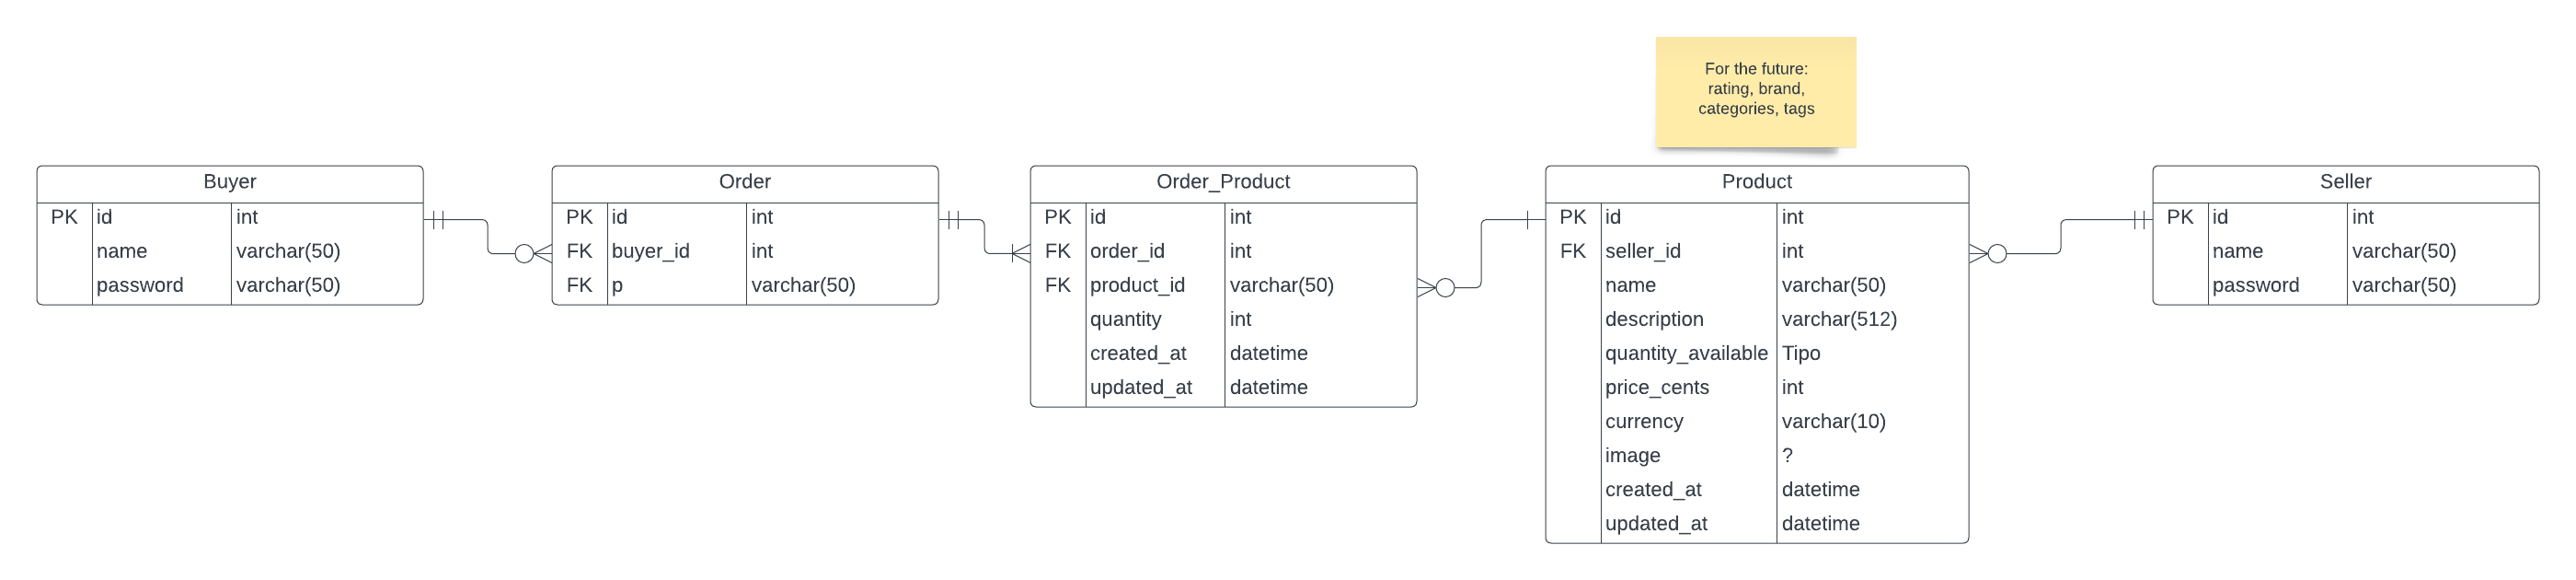 For the future:
rating, brand,
categories, tags
Buyer
PK id int
name varchar(50)
password varchar(50)
Order
PK id int
FK buyer_id int
FK p varchar(50)
Order_Product
PK id int
FK order_id int
FK product_id varchar(50)
quantity int
created_at datetime
updated_at datetime
Product
PK id int
FK seller_id int
name varchar(50)
description varchar(512)
quantity_available Tipo
price_cents int
currency varchar(10)
image ?
created_at datetime
updated_at datetime
Seller
PK id int
name varchar(50)
password varchar(50)